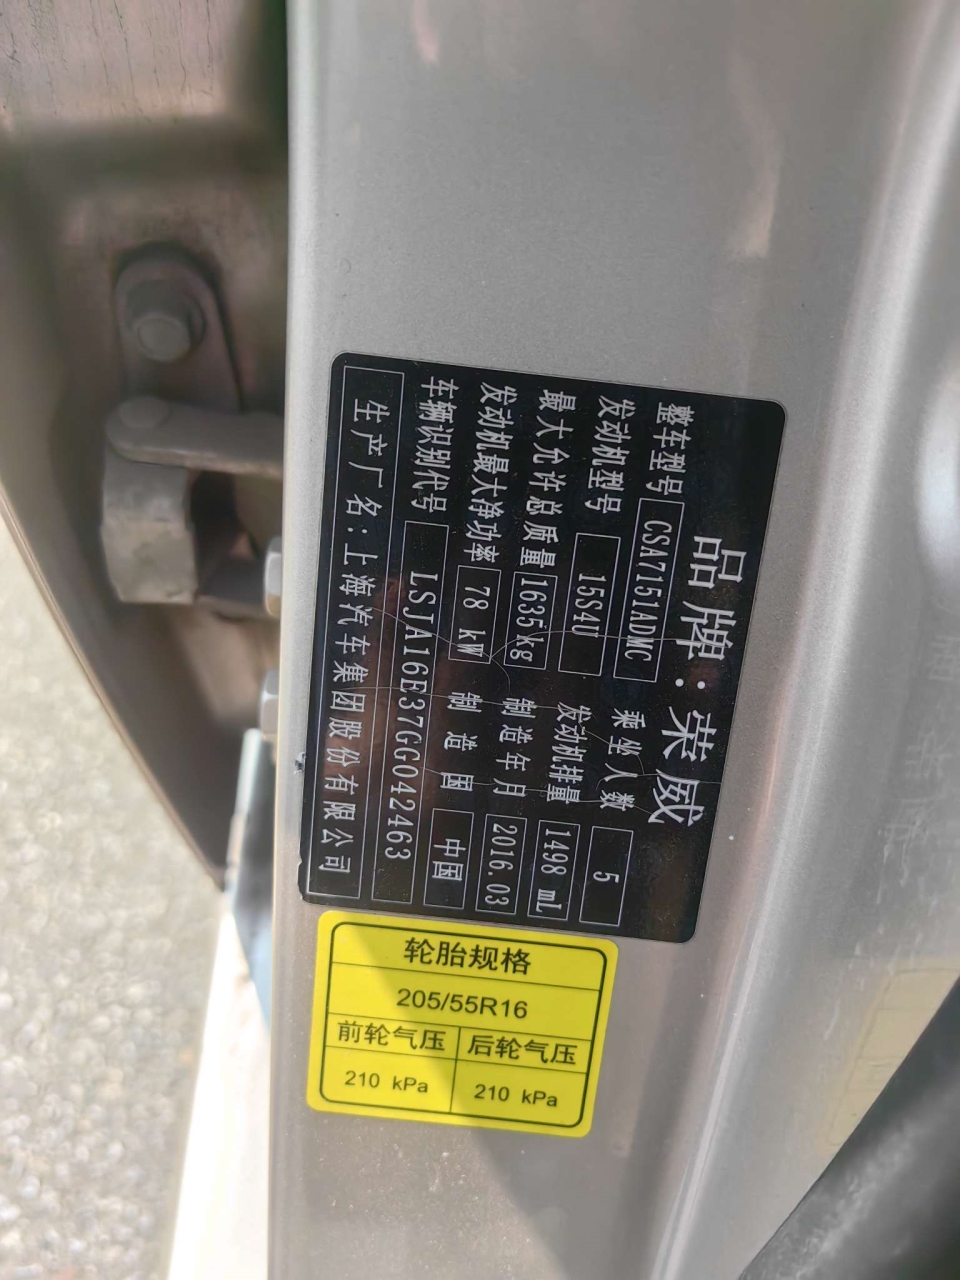 品牌:荣威
整车型号 CSA7151ADMC 乘坐人数 5
发动机型号 15S4U 发动机排量 1498 mL
最大允许总质量 1635kg 制造年月 2016.03
发动机最大净功率 78 kW 制造国 中国
车辆识别代号 LSJA16E37GG042463
生产厂名:上海汽车集团股份有限公司
轮胎规格
205/55R16
前轮气压 后轮气压
210 kPa 210 kPa